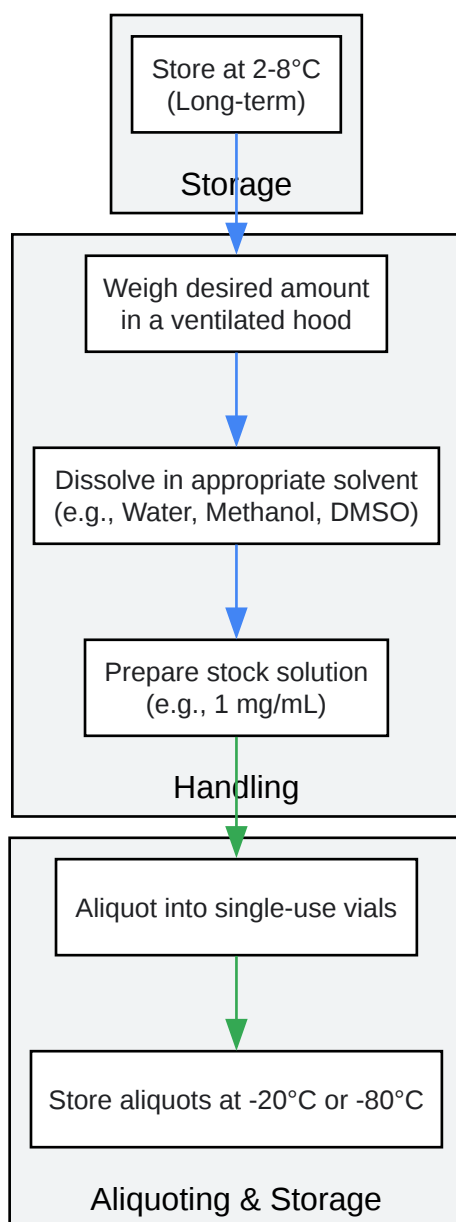 Store at 2-8°C
(Long-term)
Storage
Weigh desired amount
in a ventilated hood
Dissolve in appropriate solvent
(e.g., Water, Methanol, DMSO)
Prepare stock solution
(e.g., 1 mg/mL)
Handling
Aliquot into single-use vials
Store aliquots at -20°C or -80°C
Aliquoting & Storage